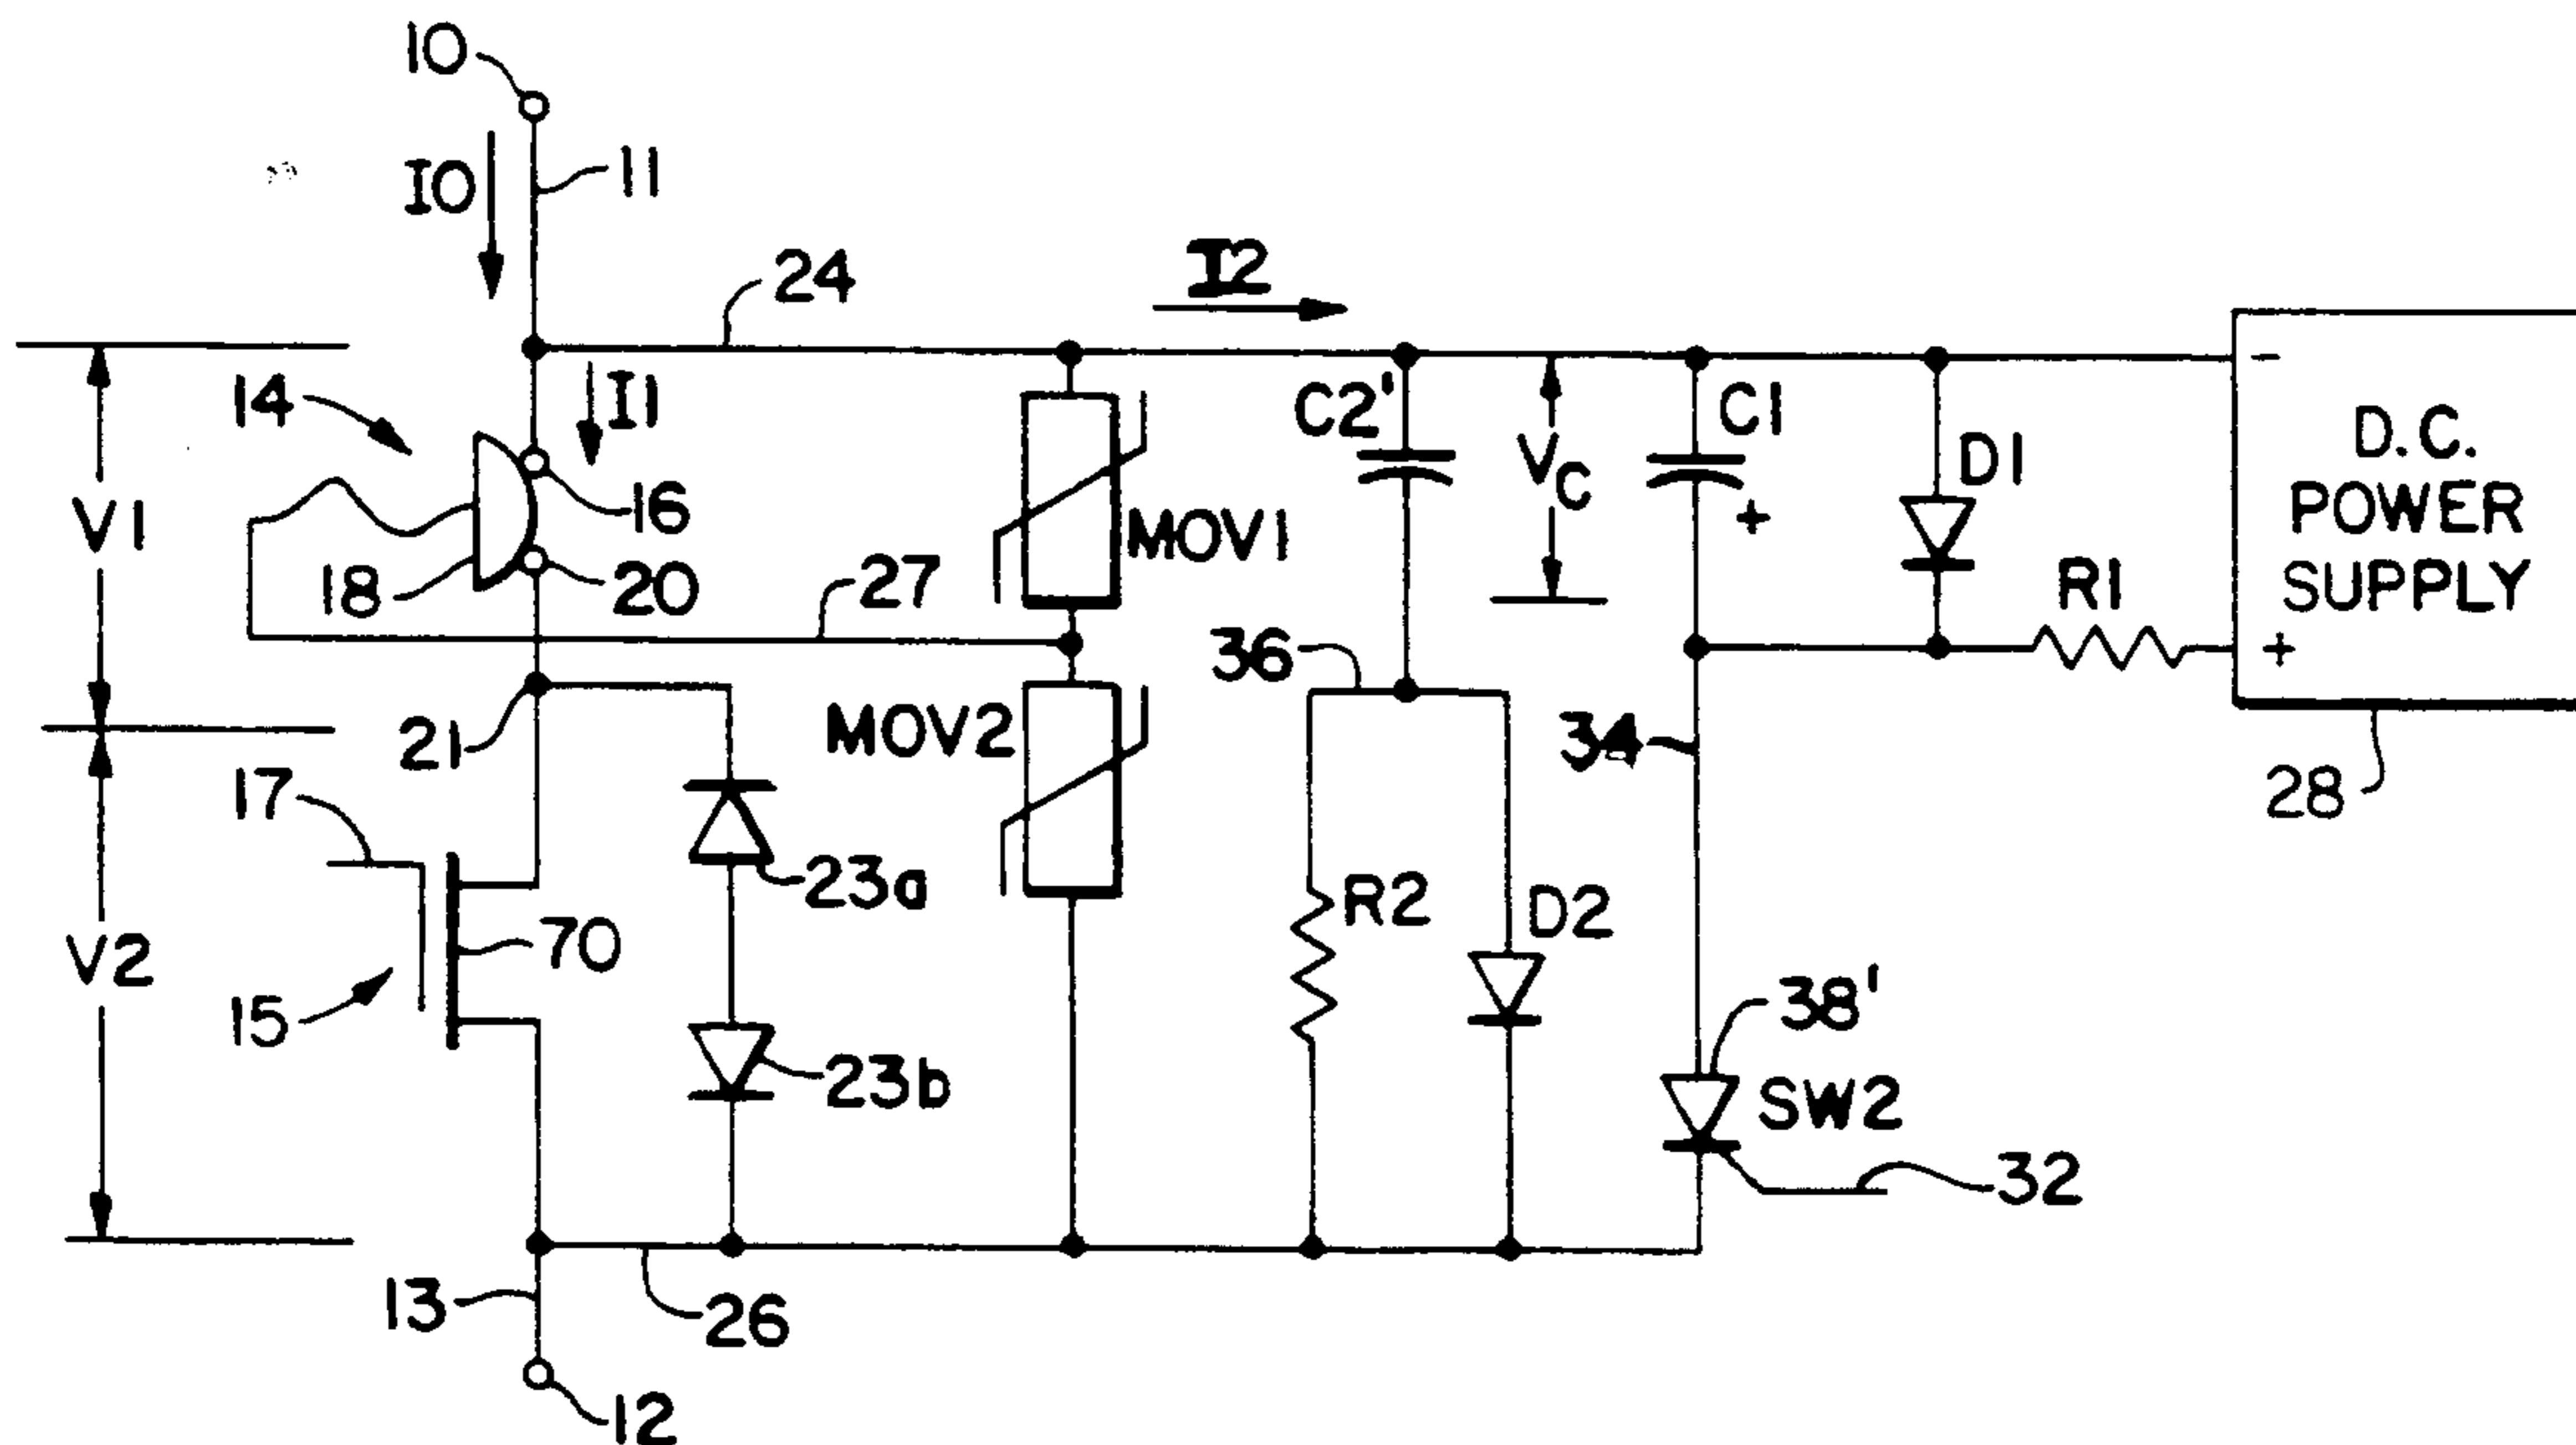 10
I0
11
24
I2
14
I1
C2'
VC
C1
D1
−
D.C.
POWER
SUPPLY
+
V1
16
MOV1
+
18
20
27
R1
36
21
MOV2
34
28
17
23a
R2
D2
V2
70
38'
15
23b
SW2
32
13
26
12